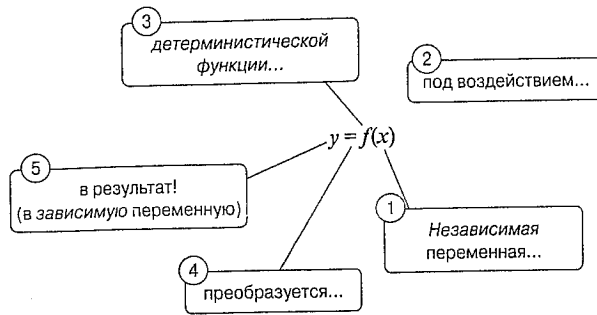 3
детерминистической
функции...
2
под воздействием...
y = f(x)
5
в результат!
(в зависимую переменную)
1
Независимая
переменная...
4
преобразуется...